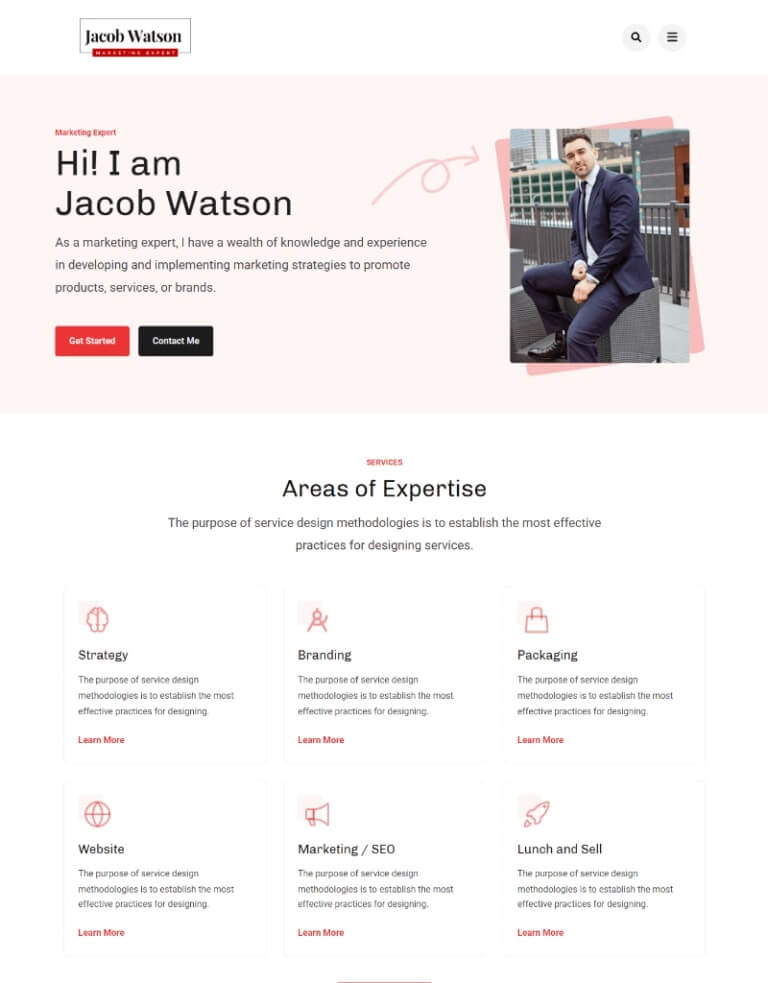 Jacob Watson
MARKETING EXPERT
Marketing Expert
Hi! I am
Jacob Watson
As a marketing expert, I have a wealth of knowledge and experience
in developing and implementing marketing strategies to promote
products, services, or brands.
Get Started
Contact Me
SERVICES
Areas of Expertise
The purpose of service design methodologies is to establish the most effective
practices for designing services.
Strategy
The purpose of service design
methodologies is to establish the most
effective practices for designing.
Learn More
Branding
The purpose of service design
methodologies is to establish the most
effective practices for designing.
Learn More
Packaging
The purpose of service design
methodologies is to establish the most
effective practices for designing.
Learn More
Website
The purpose of service design
methodologies is to establish the most
effective practices for designing.
Learn More
Marketing / SEO
The purpose of service design
methodologies is to establish the most
effective practices for designing.
Learn More
Lunch and Sell
The purpose of service design
methodologies is to establish the most
effective practices for designing.
Learn More